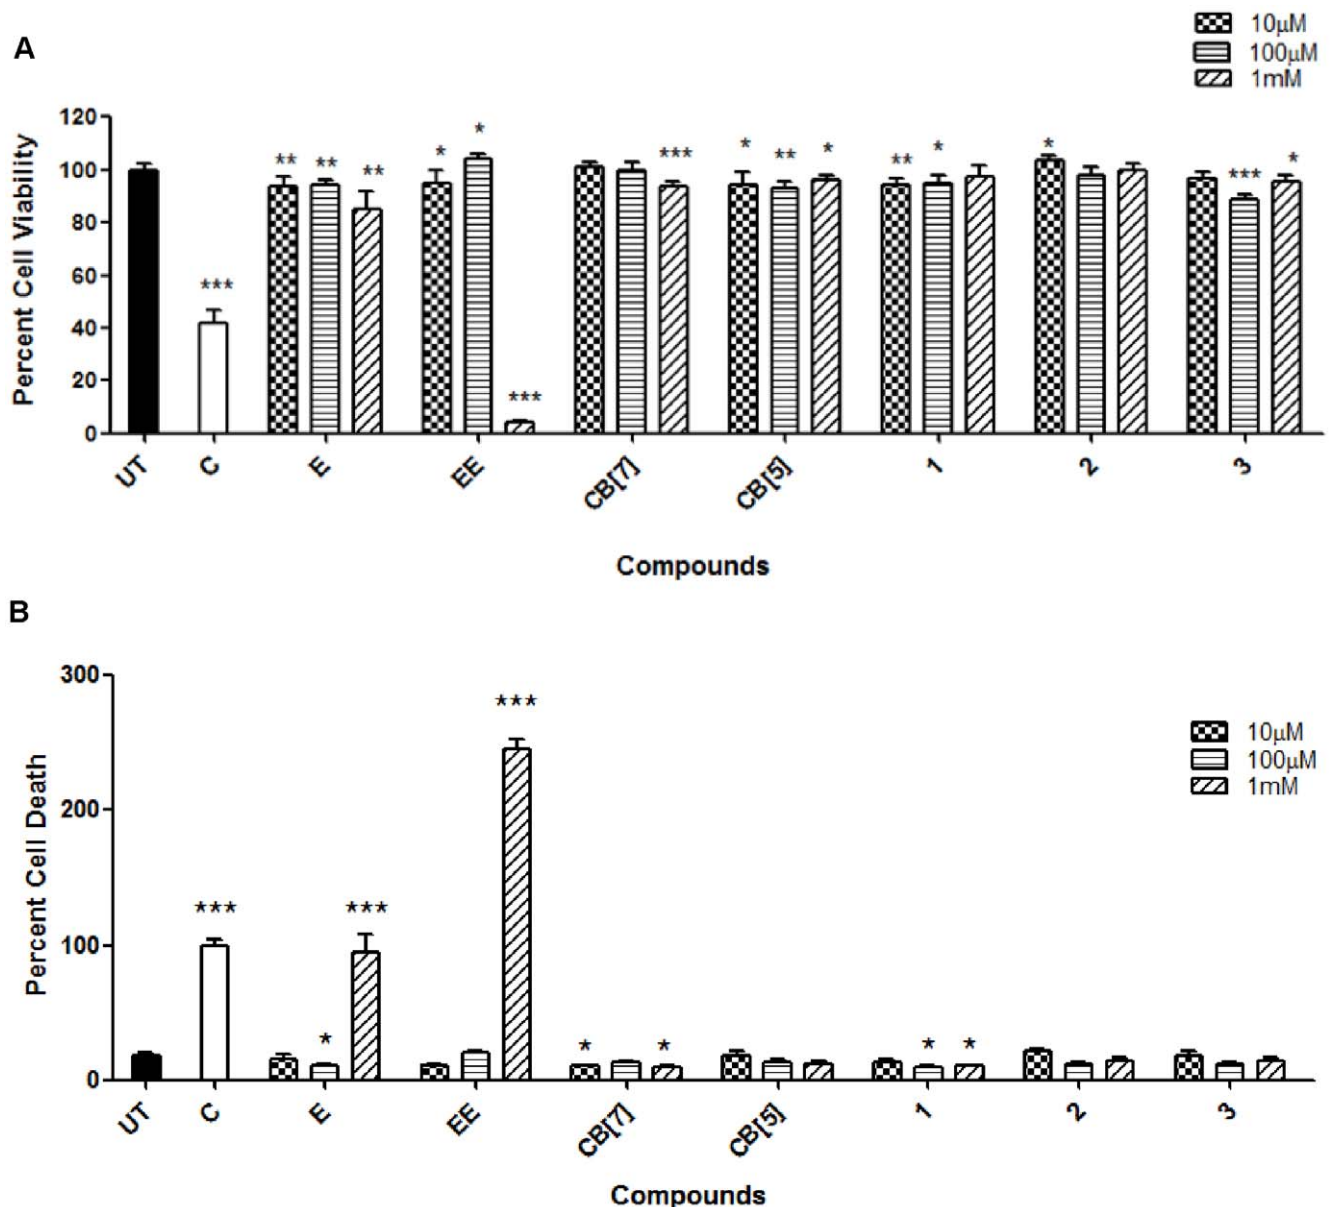 A
10µM
100µM
1mM
Percent Cell Viability
120
100
80
60
40
20
0
*** ** ** ** * * *** *** * ** * ** * * *** *
UT C E EE CB[7] CB[5] 1 2 3
Compounds
B
10µM
100µM
1mM
Percent Cell Death
300
200
100
0
*** * *** *** * * * *
UT C E EE CB[7] CB[5] 1 2 3
Compounds